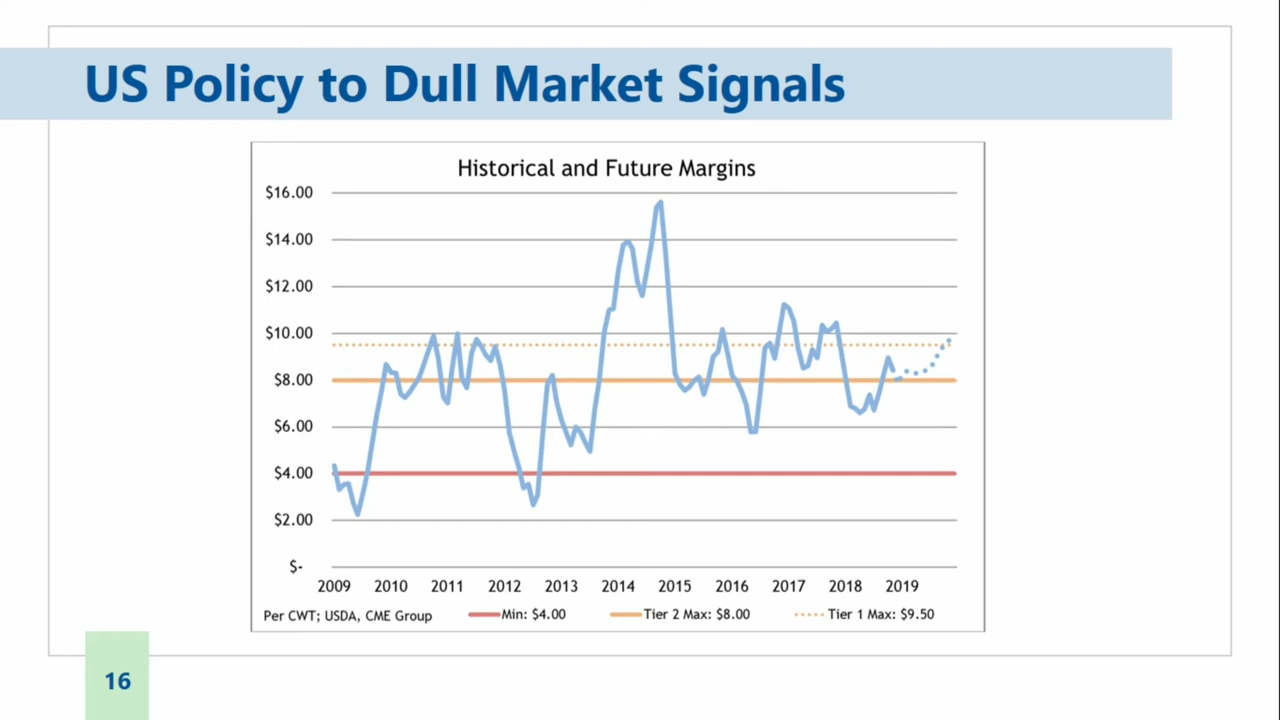 US Policy to Dull Market Signals
Historical and Future Margins
$16.00
$14.00
$12.00
$10.00
$8.00
$6.00
$4.00
$2.00
$-
2009 2010 2011 2012 2013 2014 2015 2016 2017 2018 2019
Per CWT; USDA, CME Group Min: $4.00 Tier 2 Max: $8.00 Tier 1 Max: $9.50
16